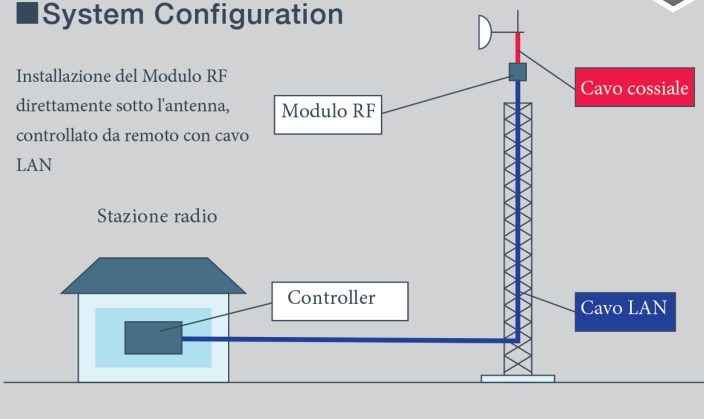 System Configuration
Installazione del Modulo RF
direttamente sotto l'antenna,
controllato da remoto con cavo
LAN
Modulo RF
Cavo cossiale
Stazione radio
Controller
Cavo LAN